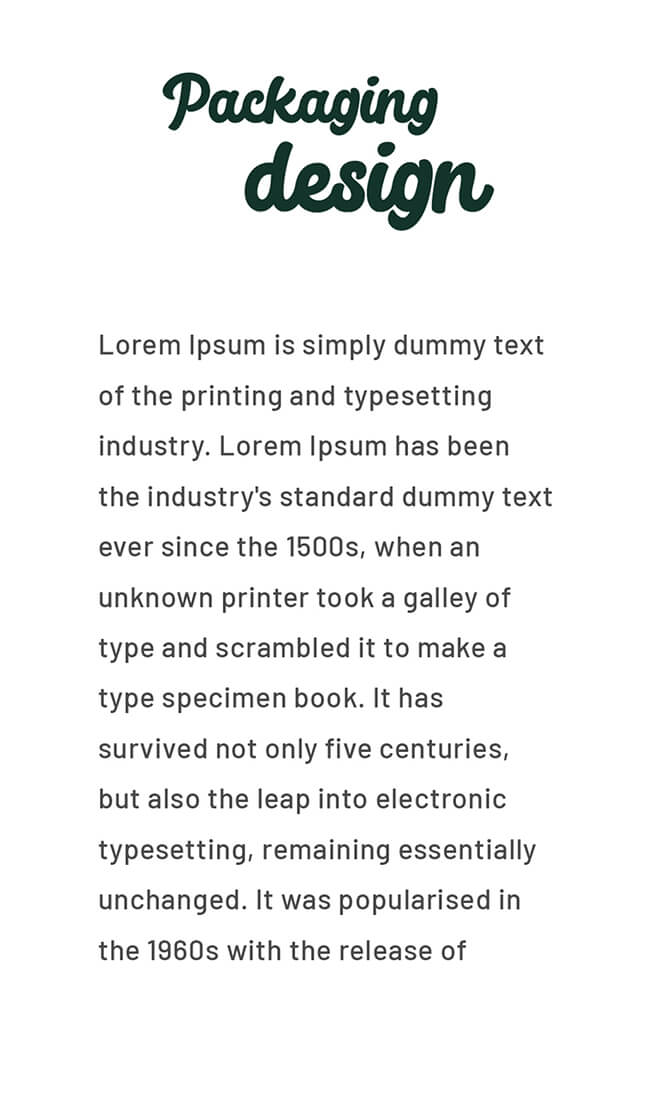 Packaging
design
Lorem Ipsum is simply dummy text
of the printing and typesetting
industry. Lorem Ipsum has been
the industry's standard dummy text
ever since the 1500s, when an
unknown printer took a galley of
type and scrambled it to make a
type specimen book. It has
survived not only five centuries,
but also the leap into electronic
typesetting, remaining essentially
unchanged. It was popularised in
the 1960s with the release of